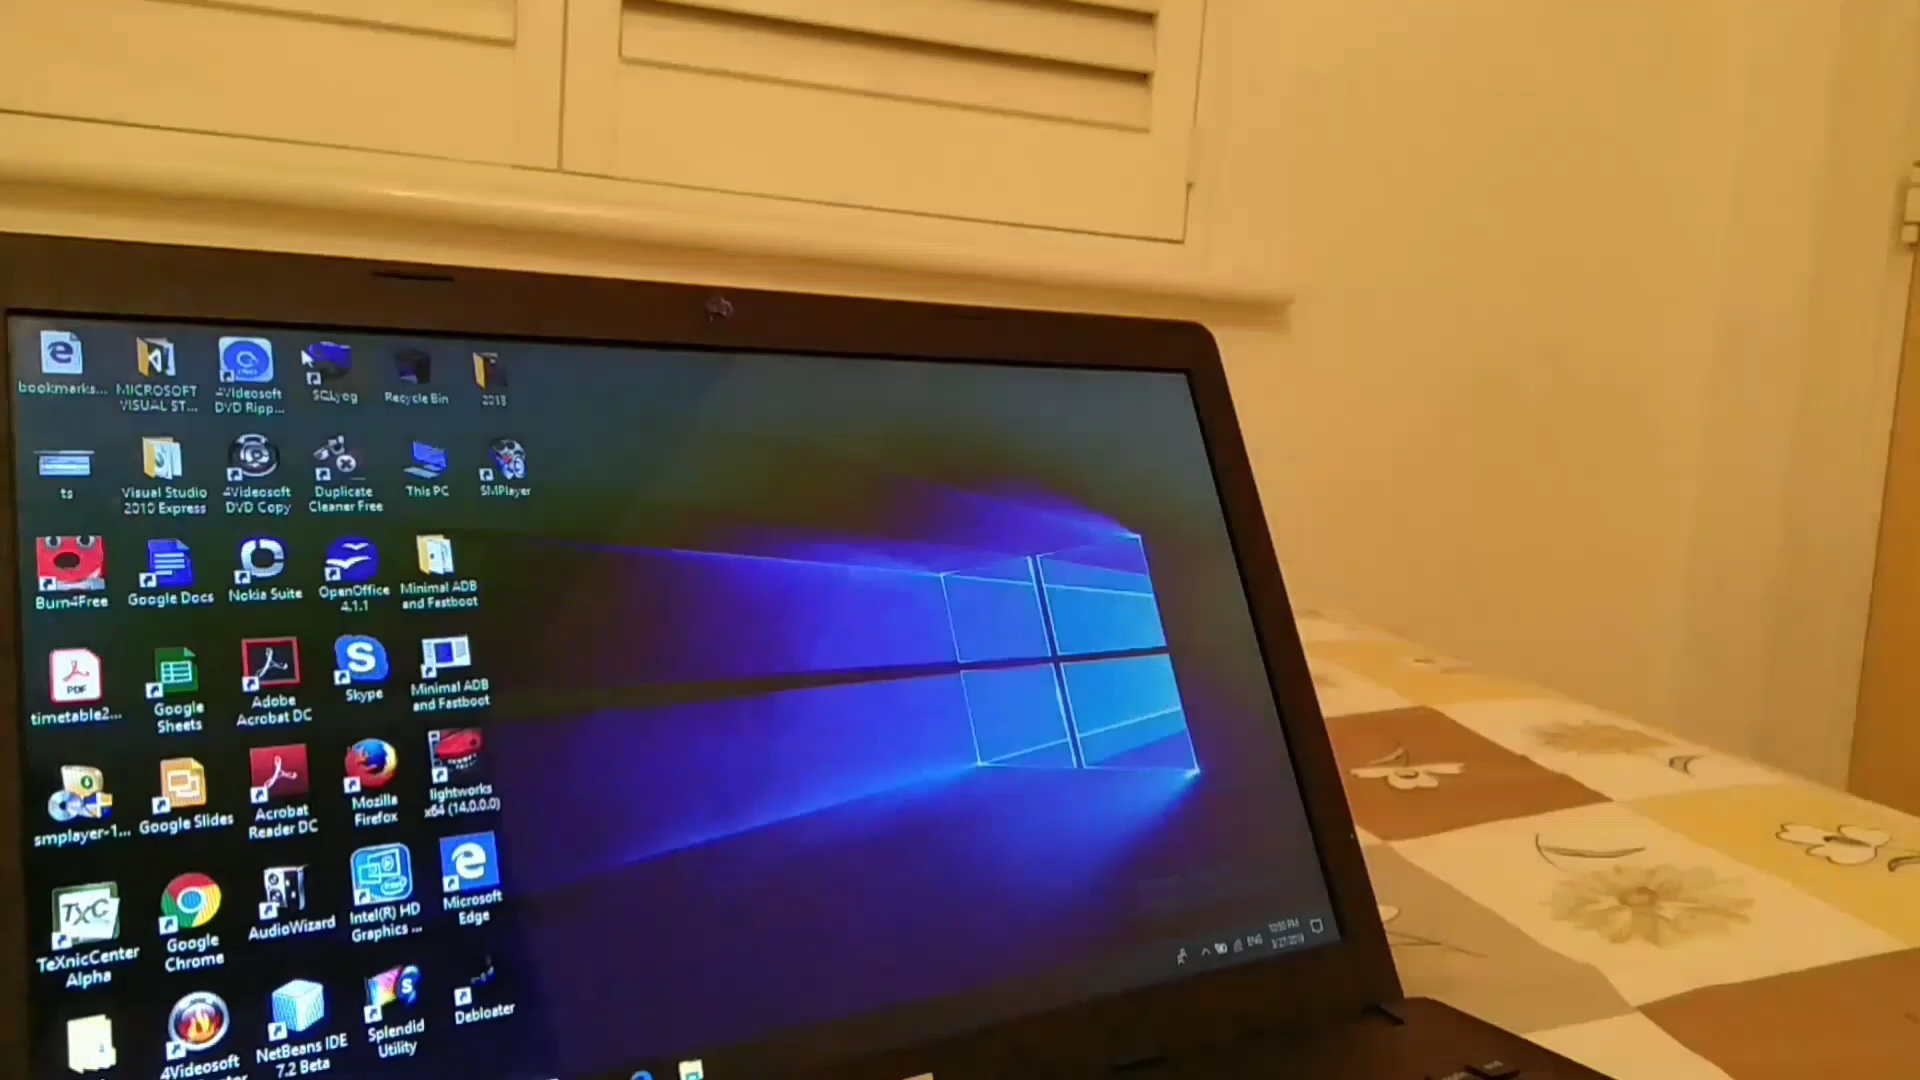 bookmarks...
MICROSOFT
VISUAL ST...
4Videosoft
DVD Ripp...
SQLyog
Recycle Bin
2013
ts
Visual Studio
2010 Express
4Videosoft
DVD Copy
Duplicate
Cleaner Free
This PC
SMPlayer
Burn4Free
Google Docs
Nokia Suite
OpenOffice
4.1.1
Minimal ADB
and Fastboot
PDF
timetable2...
Google
Sheets
Adobe
Acrobat DC
Skype
Minimal ADB
and Fastboot
smplayer-1...
Google Slides
Acrobat
Reader DC
Mozilla
Firefox
lightworks
x64 (14.0.0.0)
TXC
TeXnicCenter
Alpha
Google
Chrome
AudioWizard
Intel(R) HD
Graphics ...
Microsoft
Edge
4Videosoft
NetBeans IDE
7.2 Beta
Splendid
Utility
Debloater
ENG